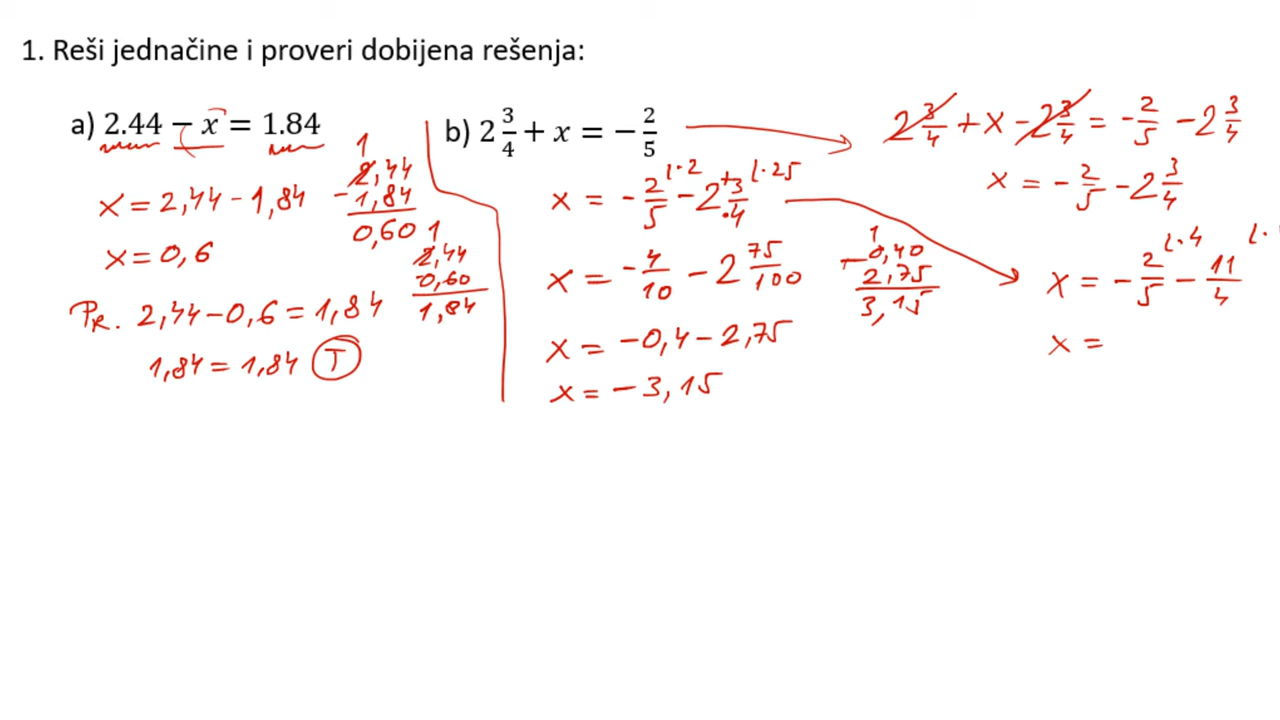 1. Reši jednačine i proveri dobijena rešenja:
a) 2.44 − x = 1.84
x = 2,44 - 1,84
2,44
- 1,84
0,60
x = 0,6
Pr. 2,44 - 0,6 = 1,84
2,44
0,60
1,84
1,84 = 1,84 T
b) 2 3/4 + x = − 2/5
x = - 2/5 |·2 - 2 3/4 |·25
x = - 4/10 - 2 75/100
x = -0,4 - 2,75
x = - 3,15
0,40
2,75
3,15
2 3/4 + x - 2 3/4 = - 2/5 - 2 3/4
x = - 2/5 - 2 3/4
x = - 2/5 |·4 - 11/4 |·
x =